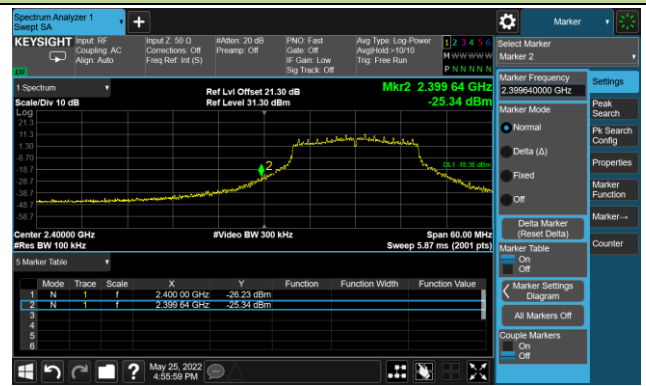 Spectrum Analyzer 1
Swept SA
Marker
KEYSIGHT
Input: RF
Coupling: AC
Align: Auto
Input Z: 50 Ω
Corrections: Off
Freq Ref: Int (S)
#Atten: 20 dB
Preamp: Off
PNO: Fast
Gate: Off
IF Gain: Low
Sig Track: Off
Avg Type: Log-Power
Avg|Hold:>10/10
Trig: Free Run
1 2 3 4 5 6
M W W W W W
P N N N N N
LXI
Select Marker
Marker 2
1 Spectrum
Scale/Div 10 dB
Ref Lvl Offset 21.30 dB
Ref Level 31.30 dBm
Mkr2 2.399 64 GHz
-25.34 dBm
Log
21.3
11.3
1.30
-8.70
-18.7
-28.7
-38.7
-48.7
-58.7
2
DL1 -18.38 dBm
Center 2.40000 GHz
#Res BW 100 kHz
#Video BW 300 kHz
Span 60.00 MHz
Sweep 5.87 ms (2001 pts)
5 Marker Table
Mode Trace Scale X Y Function Function Width Function Value
1 N 1 f 2.400 00 GHz -26.23 dBm
2 N 1 f 2.399 64 GHz -25.34 dBm
3
4
5
6
Marker Frequency
2.399640000 GHz
Marker Mode
Normal
Delta (Δ)
Fixed
Off
Delta Marker
(Reset Delta)
Marker Table
On
Off
Marker Settings
Diagram
All Markers Off
Couple Markers
On
Off
Settings
Peak
Search
Pk Search
Config
Properties
Marker
Function
Marker→
Counter
?
May 25, 2022
4:55:59 PM